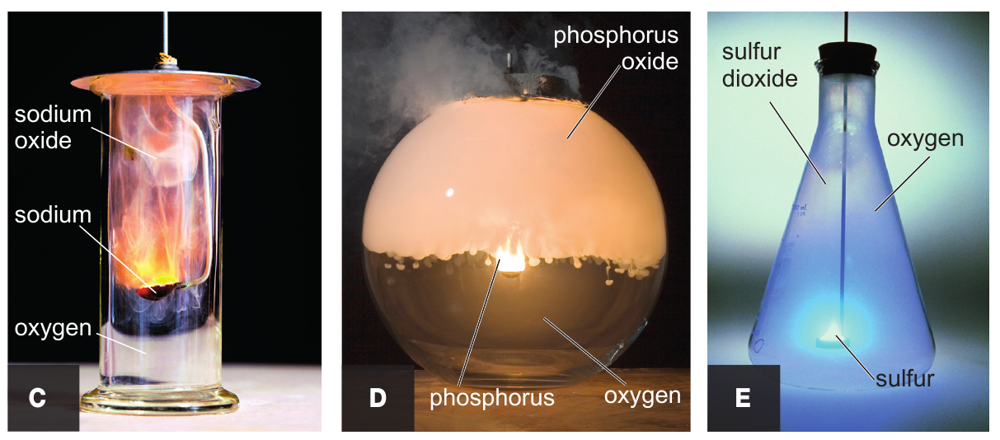 sodium
oxide
sodium
oxygen
C
phosphorus
oxide
phosphorus
oxygen
D
sulfur
dioxide
oxygen
sulfur
E